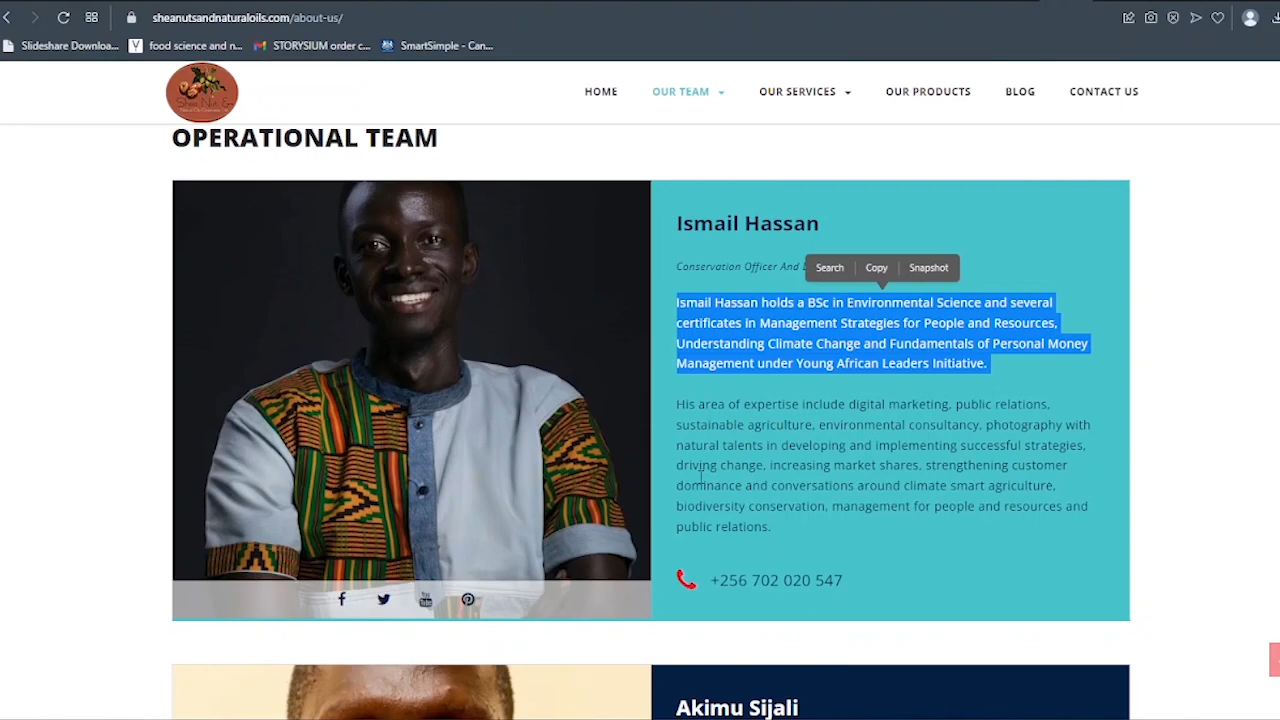 sheanutsandnaturaloils.com/about-us/
Slideshare Downloa...
food science and n...
STORYSIUM order c...
SmartSimple - Can...
HOME
OUR TEAM
OUR SERVICES
OUR PRODUCTS
BLOG
CONTACT US
OPERATIONAL TEAM
Ismail Hassan
Conservation Officer And
Search
Copy
Snapshot
Ismail Hassan holds a BSc in Environmental Science and several
certificates in Management Strategies for People and Resources,
Understanding Climate Change and Fundamentals of Personal Money
Management under Young African Leaders Initiative.
His area of expertise include digital marketing, public relations,
sustainable agriculture, environmental consultancy, photography with
natural talents in developing and implementing successful strategies,
driving change, increasing market shares, strengthening customer
dominance and conversations around climate smart agriculture,
biodiversity conservation, management for people and resources and
public relations.
+256 702 020 547
Akimu Sijali